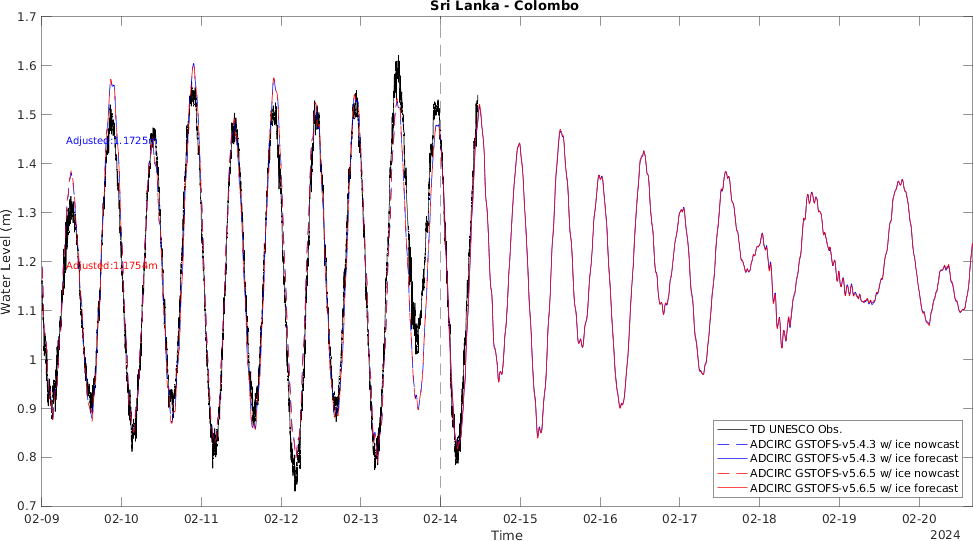 Sri Lanka - Colombo
1.7
1.6
1.5
1.4
1.3
1.2
1.1
1
0.9
0.8
0.7
Water Level (m)
Adjusted:1.1725m
Adjusted:1.1754m
TD UNESCO Obs.
ADCIRC GSTOFS-v5.4.3 w/ ice nowcast
ADCIRC GSTOFS-v5.4.3 w/ ice forecast
ADCIRC GSTOFS-v5.6.5 w/ ice nowcast
ADCIRC GSTOFS-v5.6.5 w/ ice forecast
02-09 02-10 02-11 02-12 02-13 02-14 02-15 02-16 02-17 02-18 02-19 02-20
Time
2024